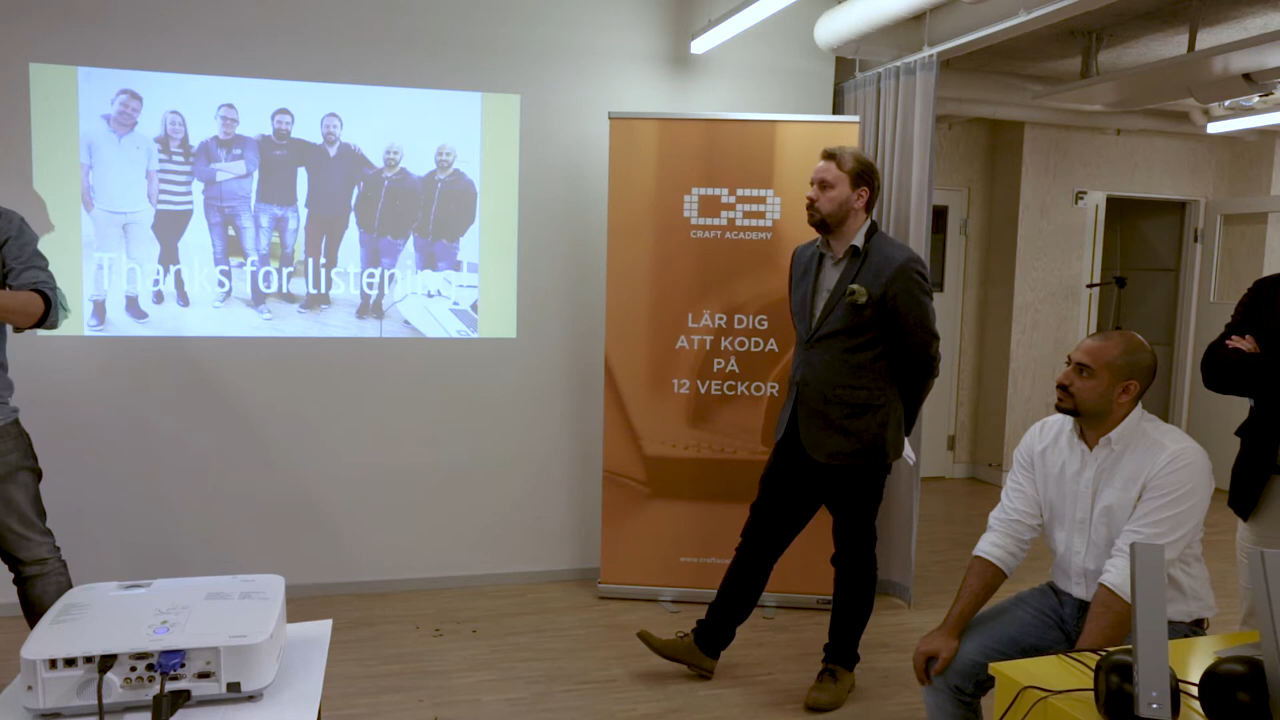 Thanks for listening
CRAFT ACADEMY
LÄR DIG
ATT KODA
PÅ
12 VECKOR